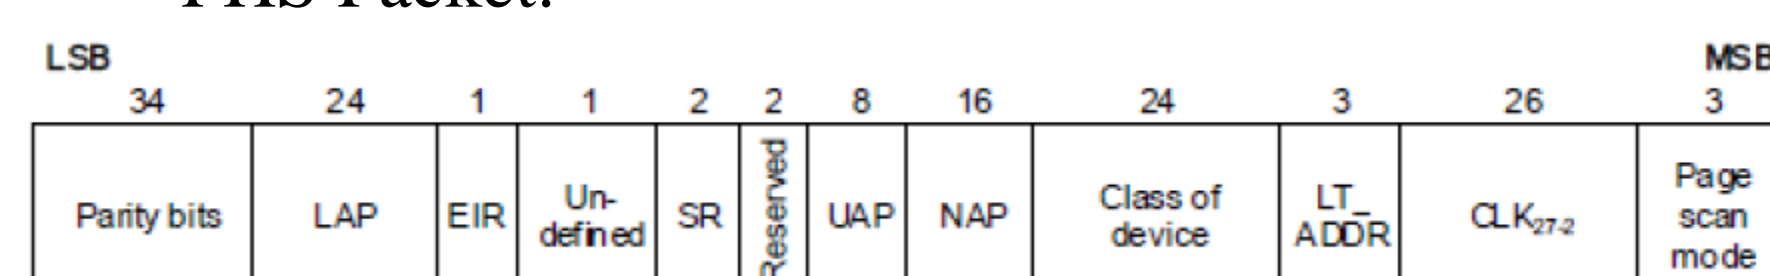 Packet:
LSB MSB
34 24 1 1 2 2 8 16 24 3 26 3
Parity bits LAP EIR Un-
defined SR Reserved UAP NAP Class of
device LT_
ADDR CLK27-2 Page
scan
mode